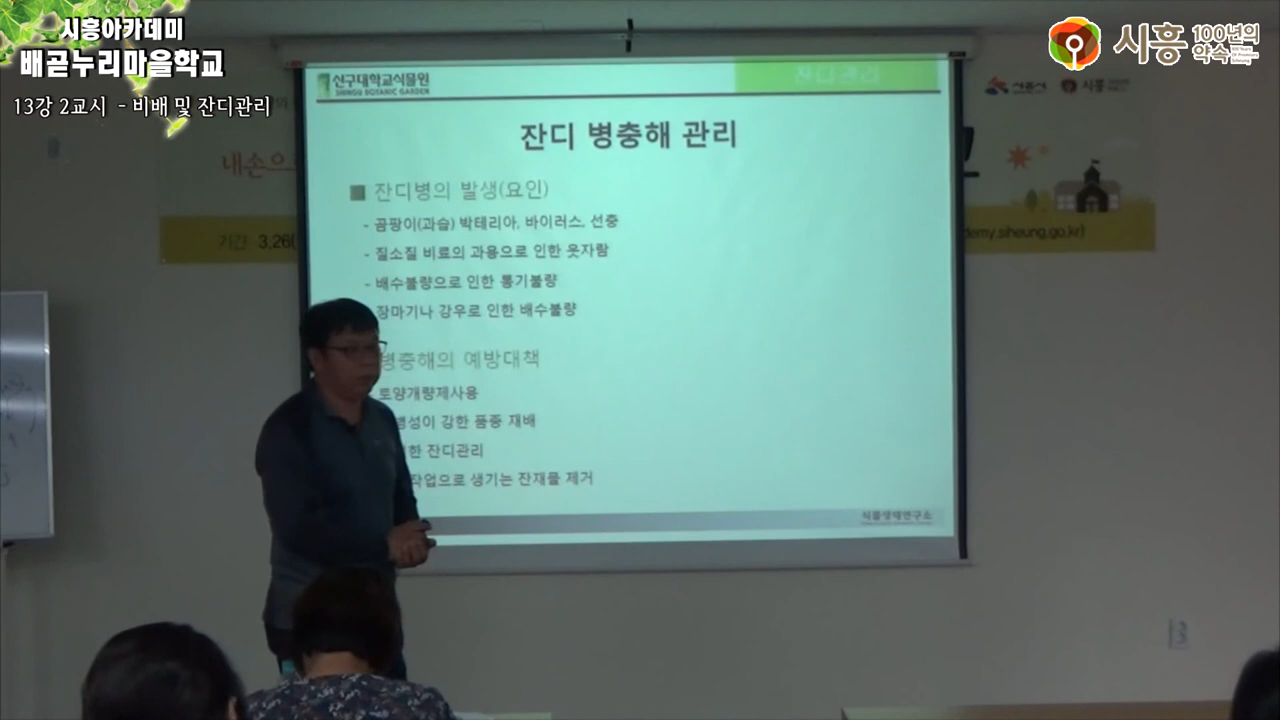 시흥아카데미
배곧누리마을학교
13강 2교시 - 비배 및 잔디관리
시흥 100년의 약속
신구대학교식물원
SHINGU BOTANIC GARDEN
잔디 관리
시흥시
시흥
내손으
기간 3.26(
demy.siheung.go.kr)
잔디 병충해 관리
■ 잔디병의 발생(요인)
- 곰팡이(과습) 박테리아, 바이러스, 선충
- 질소질 비료의 과용으로 인한 웃자람
- 배수불량으로 인한 통기불량
장마기나 강우로 인한 배수불량
병충해의 예방대책
토양개량제사용
병성이 강한 품종 재배
한 잔디관리
작업으로 생기는 잔재물 제거
식물생태연구소